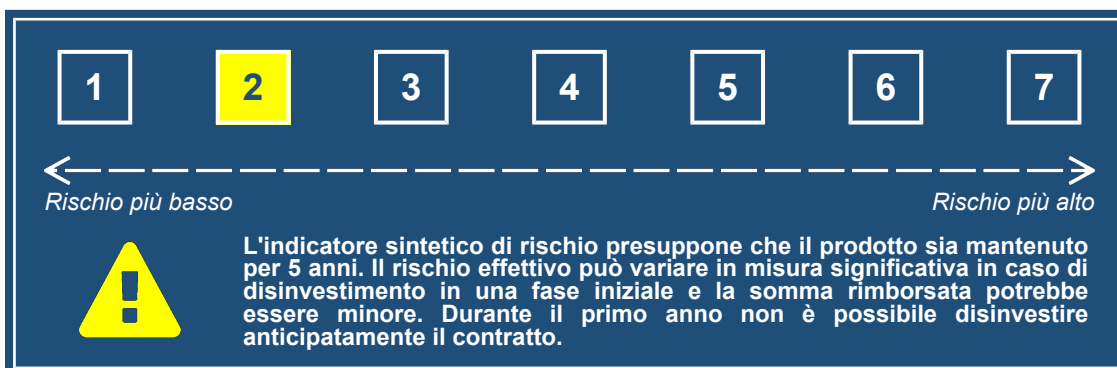 1 2 3 4 5 6 7
Rischio più basso Rischio più alto
L'indicatore sintetico di rischio presuppone che il prodotto sia mantenuto
per 5 anni. Il rischio effettivo può variare in misura significativa in caso di
disinvestimento in una fase iniziale e la somma rimborsata potrebbe
essere minore. Durante il primo anno non è possibile disinvestire
anticipatamente il contratto.